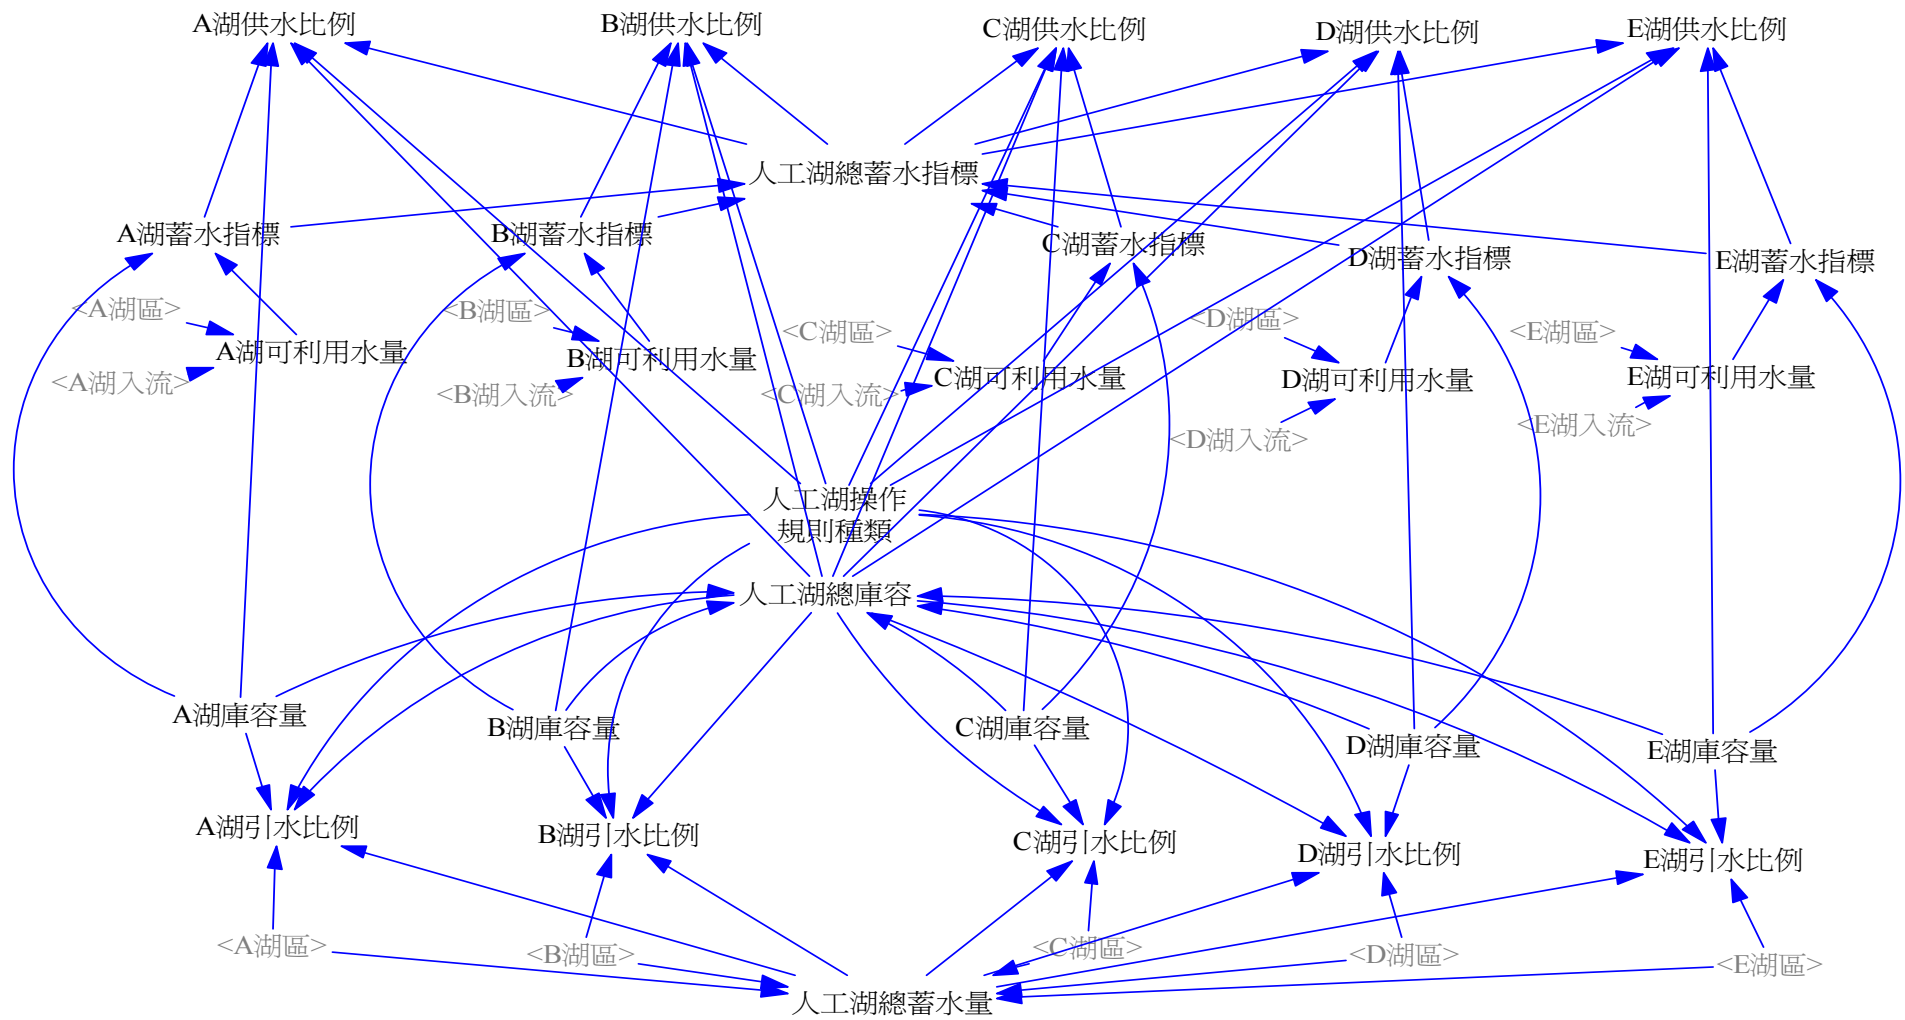 A湖供水比例
B湖供水比例
C湖供水比例
D湖供水比例
E湖供水比例
人工湖總蓄水指標
A湖蓄水指標
B湖蓄水指標
C湖蓄水指標
D湖蓄水指標
E湖蓄水指標
<A湖區>
<B湖區>
<C湖區>
<D湖區>
<E湖區>
A湖可利用水量
B湖可利用水量
C湖可利用水量
D湖可利用水量
E湖可利用水量
<A湖入流>
<B湖入流>
<C湖入流>
<D湖入流>
<E湖入流>
人工湖操作
規則種類
人工湖總庫容
A湖庫容量
B湖庫容量
C湖庫容量
D湖庫容量
E湖庫容量
A湖引水比例
B湖引水比例
C湖引水比例
D湖引水比例
E湖引水比例
<A湖區>
<B湖區>
<C湖區>
<D湖區>
<E湖區>
人工湖總蓄水量